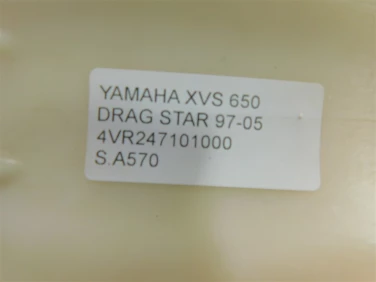 YAMAHA XVS 650
DRAG STAR 97-05
4VR247101000
S.A570